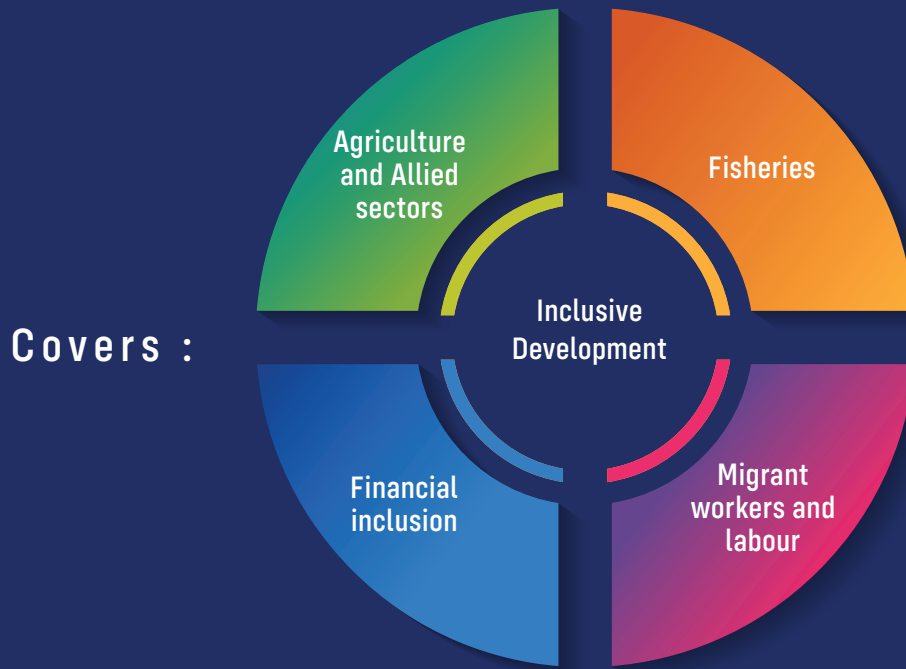 Covers :
Agriculture
and Allied
sectors
Fisheries
Inclusive
Development
Financial
inclusion
Migrant
workers and
labour